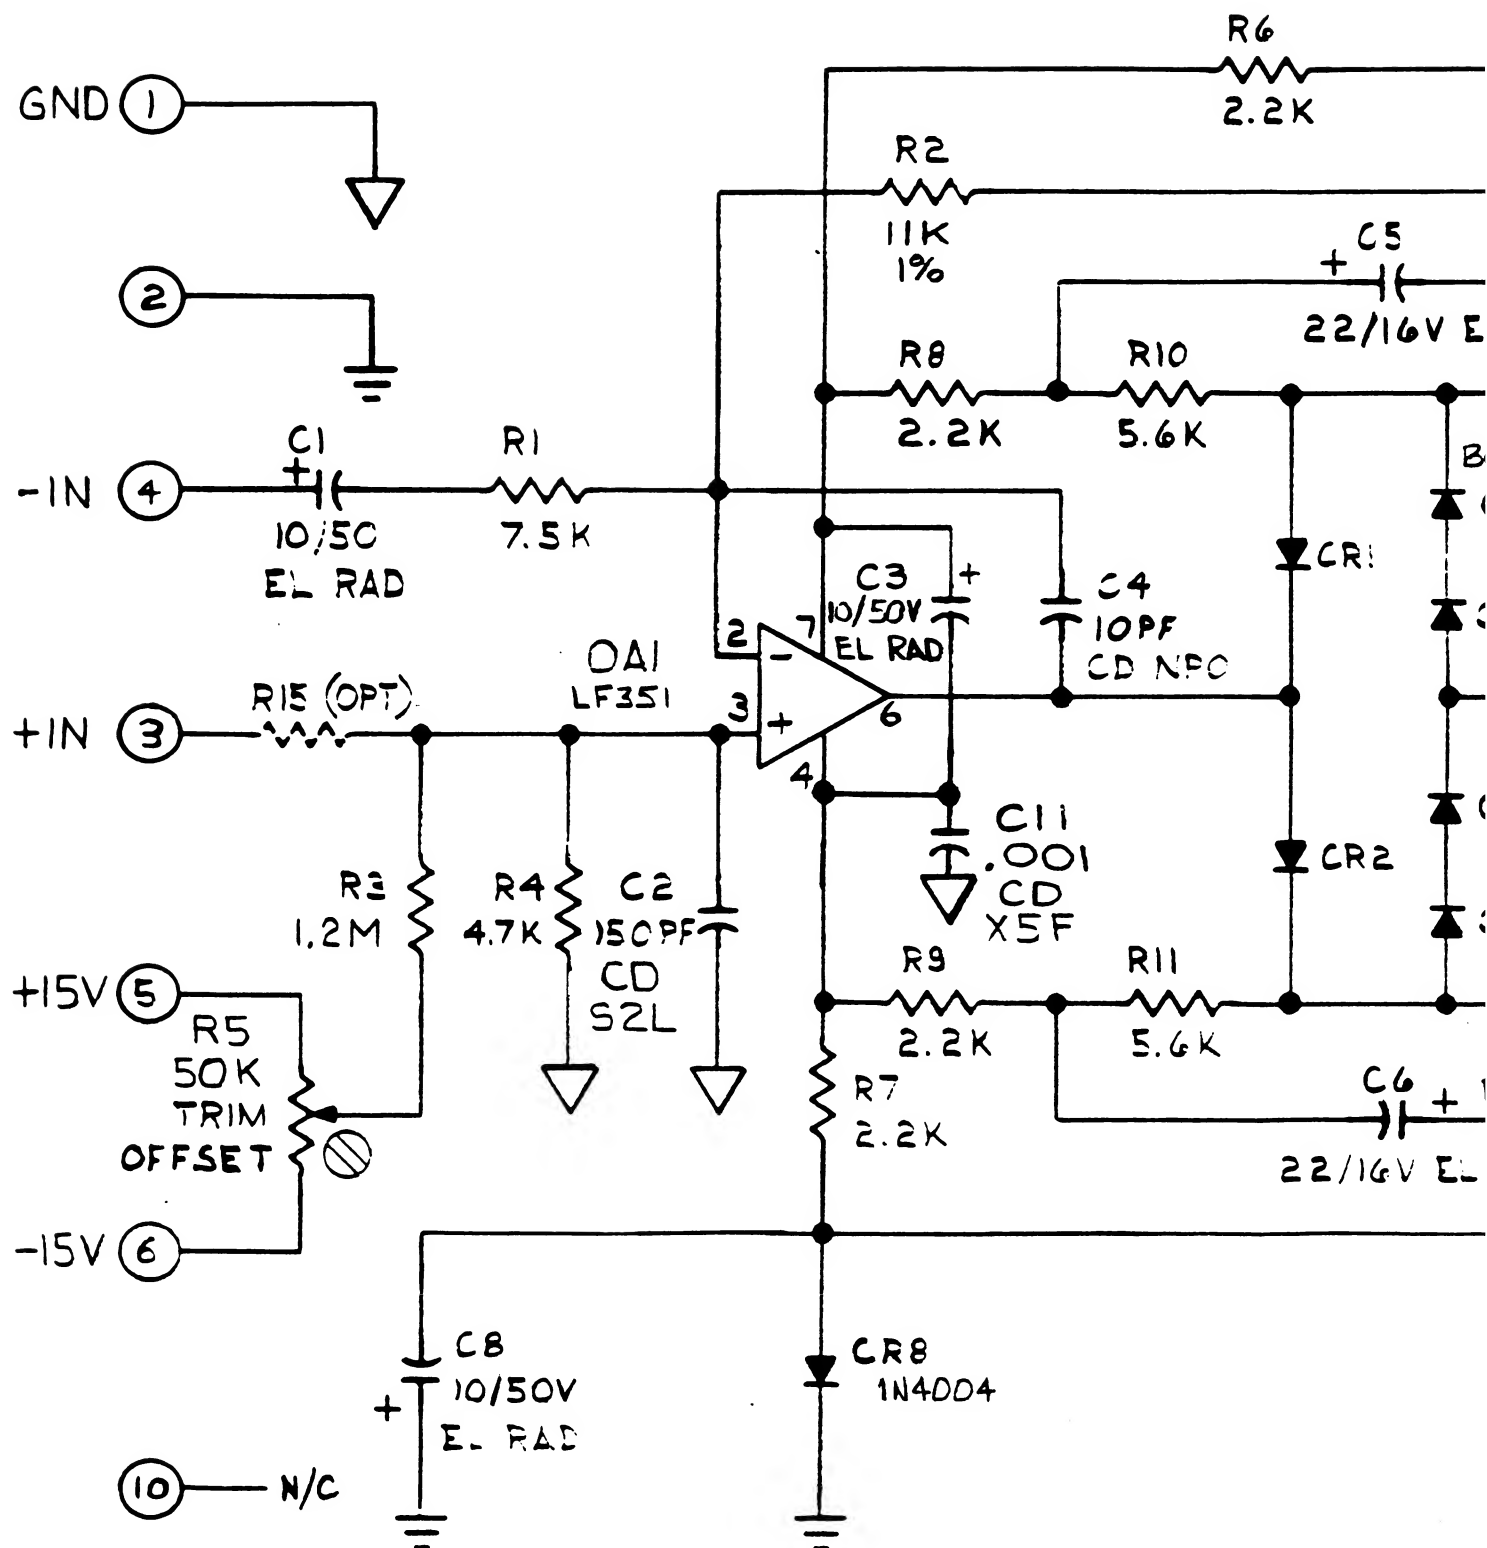 R6
2.2K
GND 1
R2
11K
1%
C5
+
22/16V E
2
R8
2.2K
R10
5.6K
C1
+
10/50
EL RAD
-IN 4
R1
7.5K
CR1
C3
+
10/50V
EL RAD
C4
10PF
CD NPO
2
7
-
OA1
LF351
3
+
6
4
R15 (OPT)
+IN 3
C11
.001
CD
X5F
CR2
R3
1.2M
R4
4.7K
C2
150PF
CD
S2L
R9
2.2K
R11
5.6K
+15V 5
R5
50K
TRIM
OFFSET
R7
2.2K
C6
+
22/16V EL
-15V 6
C8
10/50V
+
EL RAD
CR8
1N4004
10 N/C